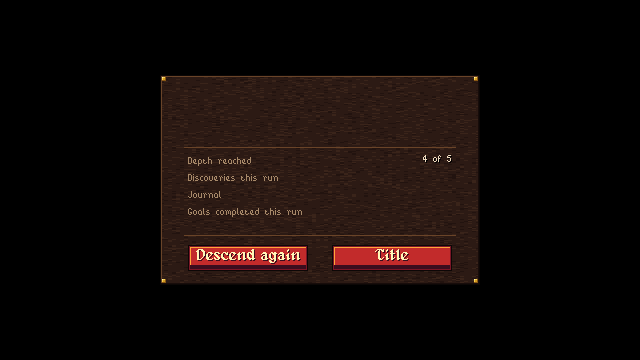 Depth reached 4 of 5
Discoveries this run
Journal
Goals completed this run
Descend again Title